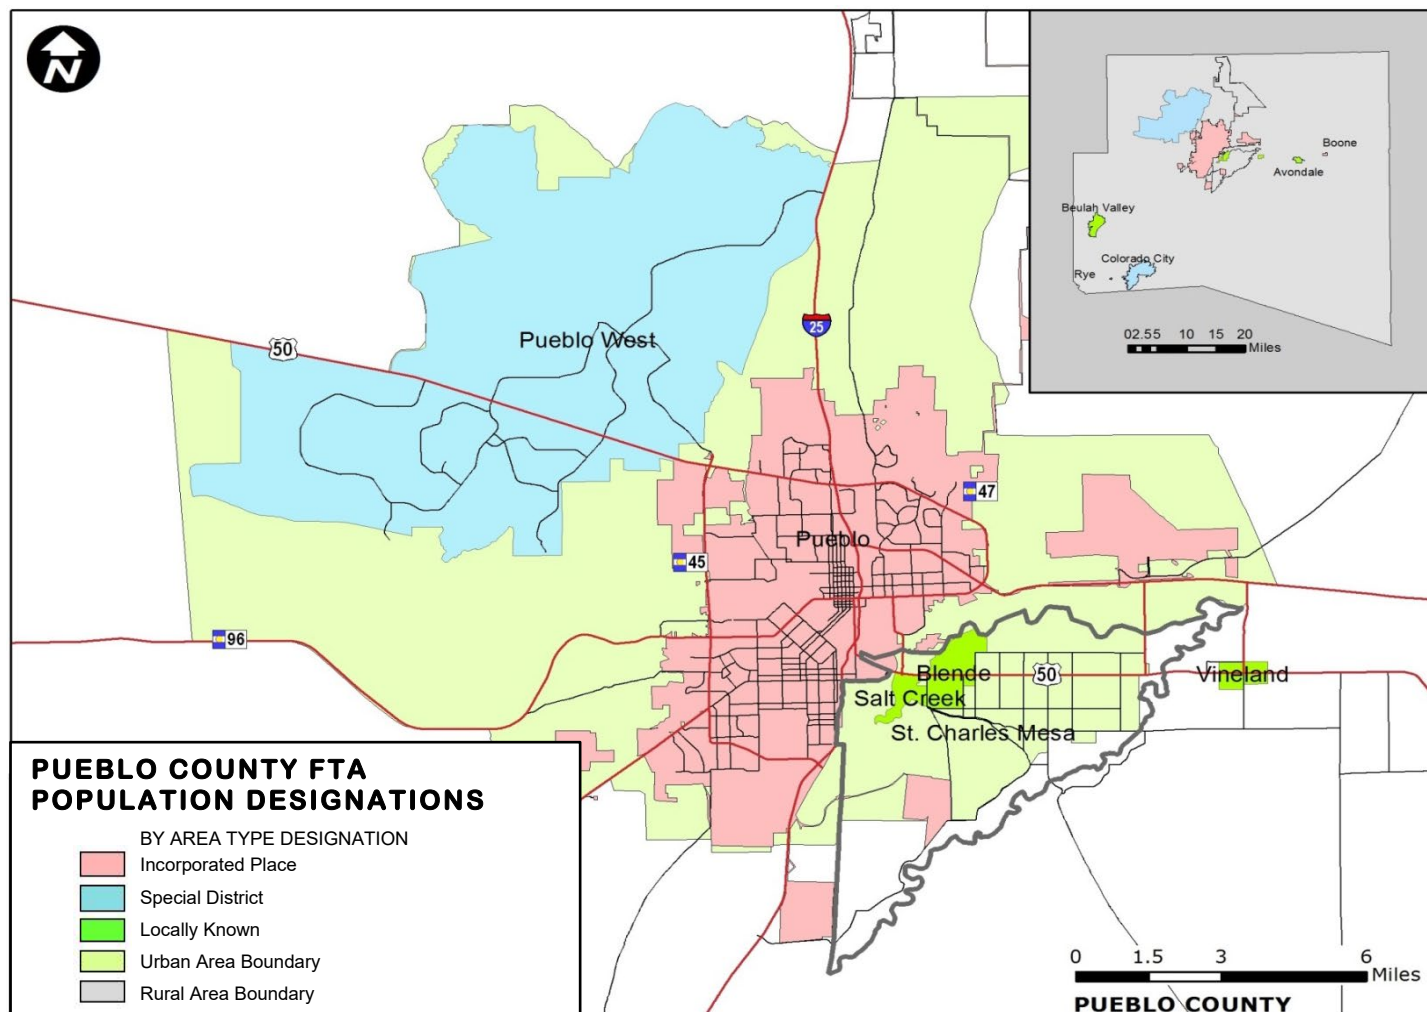 N
Boone
Avondale
Beulah Valley
Colorado City
Rye
02.55 10 15 20
Miles
25
50
Pueblo West
47
Pueblo
45
96
Blende
50
Vineland
Salt Creek
St. Charles Mesa
PUEBLO COUNTY FTA
POPULATION DESIGNATIONS
BY AREA TYPE DESIGNATION
Incorporated Place
Special District
Locally Known
Urban Area Boundary
Rural Area Boundary
0 1.5 3 6
Miles
PUEBLO COUNTY